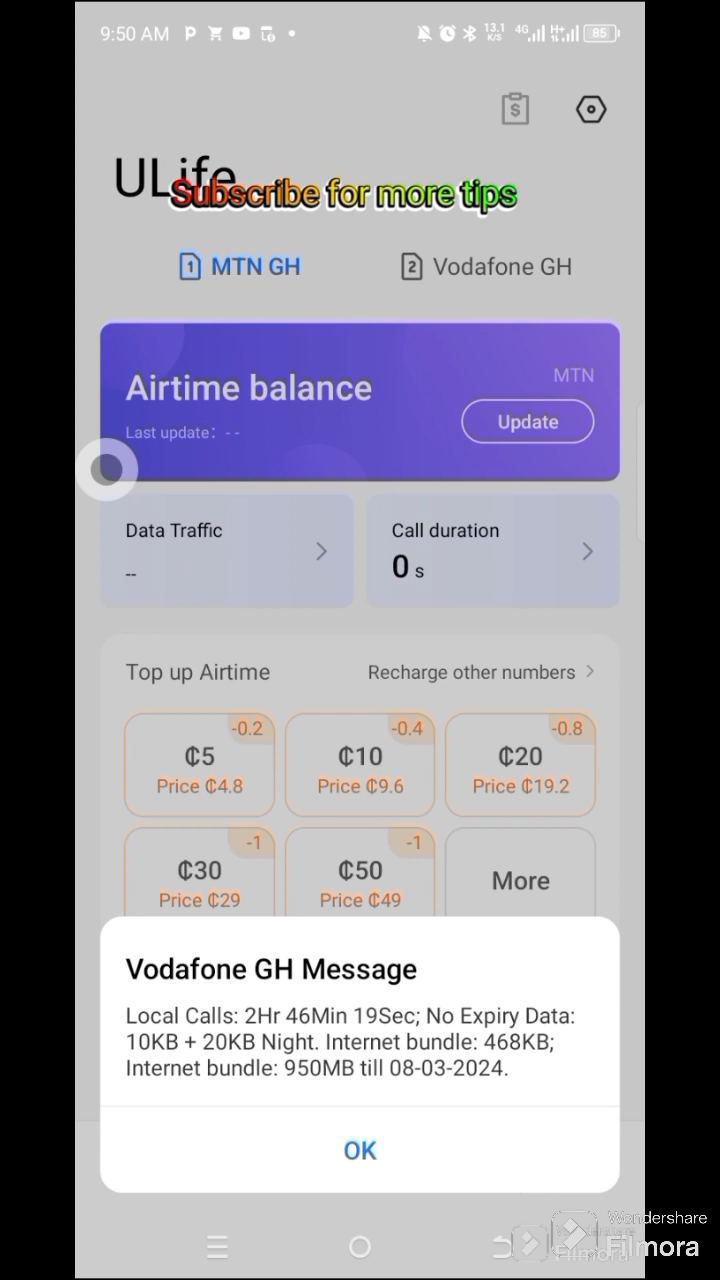 9:50 AM
13.1
K/S
4G
H+
85
ULife
Subscribe for more tips
1 MTN GH
2 Vodafone GH
Airtime balance
MTN
Last update: - -
Update
Data Traffic
--
Call duration
0 s
Top up Airtime
Recharge other numbers
-0.2
₵5
Price ₵4.8
-0.4
₵10
Price ₵9.6
-0.8
₵20
Price ₵19.2
-1
₵30
Price ₵29
-1
₵50
Price ₵49
More
Vodafone GH Message
Local Calls: 2Hr 46Min 19Sec; No Expiry Data:
10KB + 20KB Night. Internet bundle: 468KB;
Internet bundle: 950MB till 08-03-2024.
OK
Wondershare
Filmora